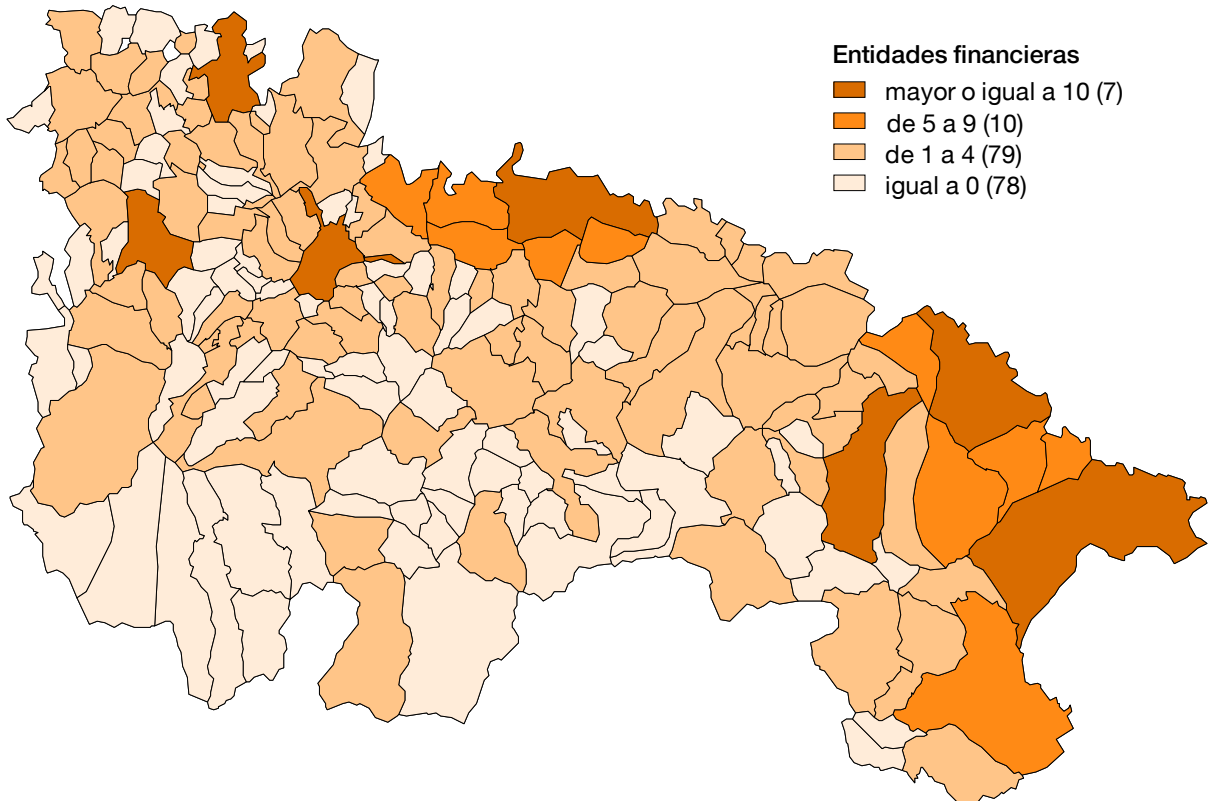 Entidades financieras
mayor o igual a 10 (7)
de 5 a 9 (10)
de 1 a 4 (79)
igual a 0 (78)